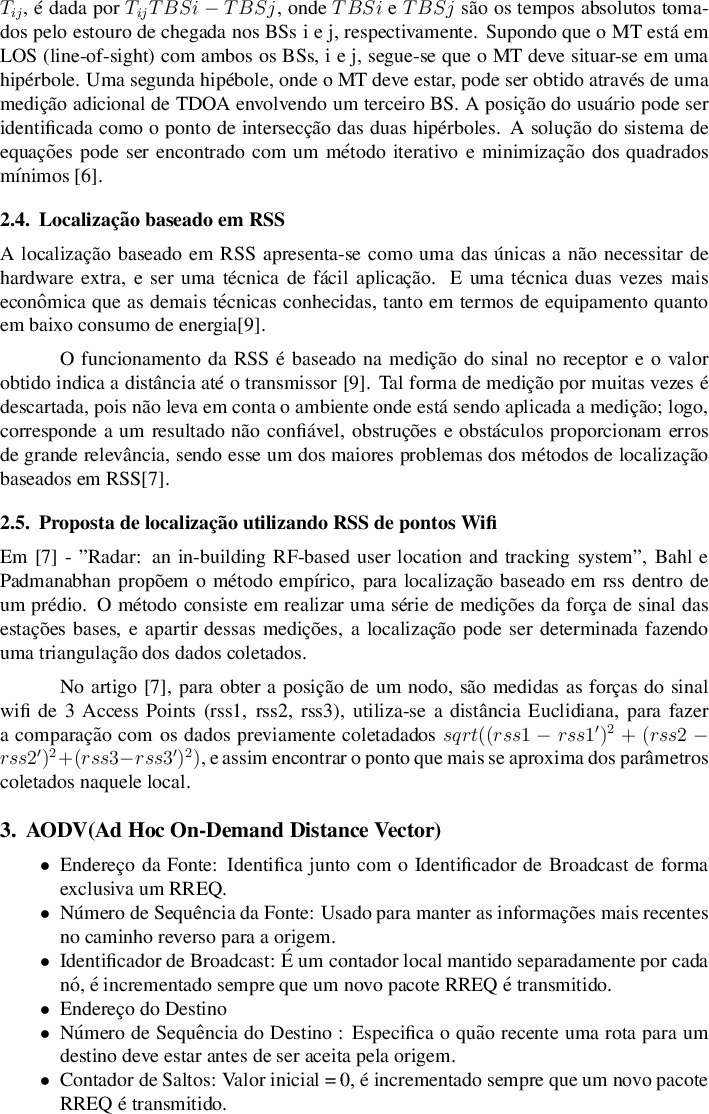 T_ij, é dada por T_ijTBSi − TBSj, onde TBSi e TBSj são os tempos absolutos toma-
dos pelo estouro de chegada nos BSs i e j, respectivamente. Supondo que o MT está em
LOS (line-of-sight) com ambos os BSs, i e j, segue-se que o MT deve situar-se em uma
hipérbole. Uma segunda hipébole, onde o MT deve estar, pode ser obtido através de uma
medição adicional de TDOA envolvendo um terceiro BS. A posição do usuário pode ser
identificada como o ponto de intersecção das duas hipérboles. A solução do sistema de
equações pode ser encontrado com um método iterativo e minimização dos quadrados
mínimos [6].
2.4. Localização baseado em RSS
A localização baseado em RSS apresenta-se como uma das únicas a não necessitar de
hardware extra, e ser uma técnica de fácil aplicação. E uma técnica duas vezes mais
econômica que as demais técnicas conhecidas, tanto em termos de equipamento quanto
em baixo consumo de energia[9].
O funcionamento da RSS é baseado na medição do sinal no receptor e o valor
obtido indica a distância até o transmissor [9]. Tal forma de medição por muitas vezes é
descartada, pois não leva em conta o ambiente onde está sendo aplicada a medição; logo,
corresponde a um resultado não confiável, obstruções e obstáculos proporcionam erros
de grande relevância, sendo esse um dos maiores problemas dos métodos de localização
baseados em RSS[7].
2.5. Proposta de localização utilizando RSS de pontos Wifi
Em [7] - ”Radar: an in-building RF-based user location and tracking system”, Bahl e
Padmanabhan propõem o método empírico, para localização baseado em rss dentro de
um prédio. O método consiste em realizar uma série de medições da força de sinal das
estações bases, e apartir dessas medições, a localização pode ser determinada fazendo
uma triangulação dos dados coletados.
No artigo [7], para obter a posição de um nodo, são medidas as forças do sinal
wifi de 3 Access Points (rss1, rss2, rss3), utiliza-se a distância Euclidiana, para fazer
a comparação com os dados previamente coletadados sqrt((rss1 − rss1′)² + (rss2 −
rss2′)²+(rss3−rss3′)²), e assim encontrar o ponto que mais se aproxima dos parâmetros
coletados naquele local.
3. AODV(Ad Hoc On-Demand Distance Vector)
• Endereço da Fonte: Identifica junto com o Identificador de Broadcast de forma
exclusiva um RREQ.
• Número de Sequência da Fonte: Usado para manter as informações mais recentes
no caminho reverso para a origem.
• Identificador de Broadcast: É um contador local mantido separadamente por cada
nó, é incrementado sempre que um novo pacote RREQ é transmitido.
• Endereço do Destino
• Número de Sequência do Destino : Especifica o quão recente uma rota para um
destino deve estar antes de ser aceita pela origem.
• Contador de Saltos: Valor inicial = 0, é incrementado sempre que um novo pacote
RREQ é transmitido.